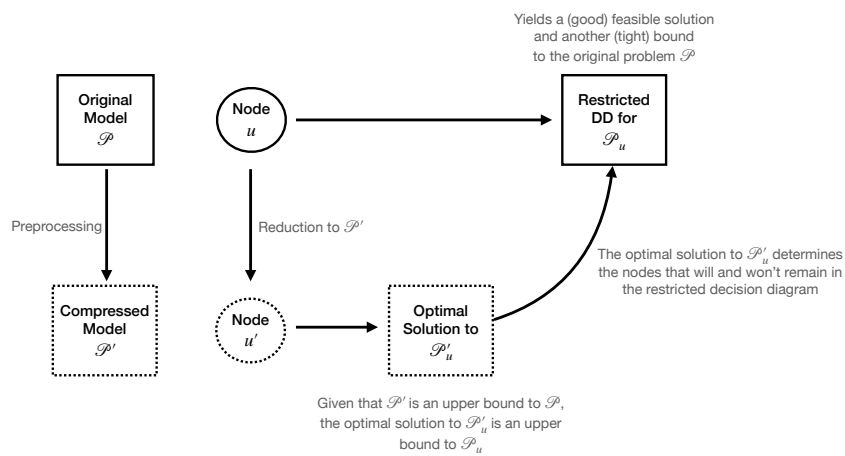 Yields a (good) feasible solution
and another (tight) bound
to the original problem 𝒫
Original
Model
𝒫
Node
u
Restricted
DD for
𝒫ᵤ
Preprocessing
Reduction to 𝒫′
The optimal solution to 𝒫′ᵤ determines
the nodes that will and won't remain in
the restricted decision diagram
Compressed
Model
𝒫′
Node
u′
Optimal
Solution to
𝒫′ᵤ
Given that 𝒫′ is an upper bound to 𝒫,
the optimal solution to 𝒫′ᵤ is an upper
bound to 𝒫ᵤ